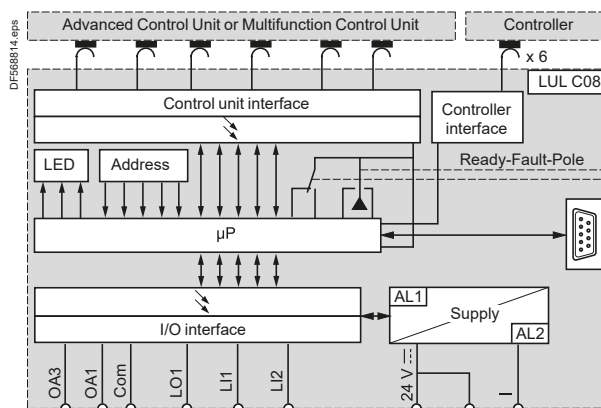 DF568814.eps
Advanced Control Unit or Multifunction Control Unit
Controller
x 6
LUL C08
Control unit interface
Controller
interface
LED
Address
Ready-Fault-Pole
µP
AL1
Supply
AL2
I/O interface
OA3
OA1
Com
LO1
LI1
LI2
24 V